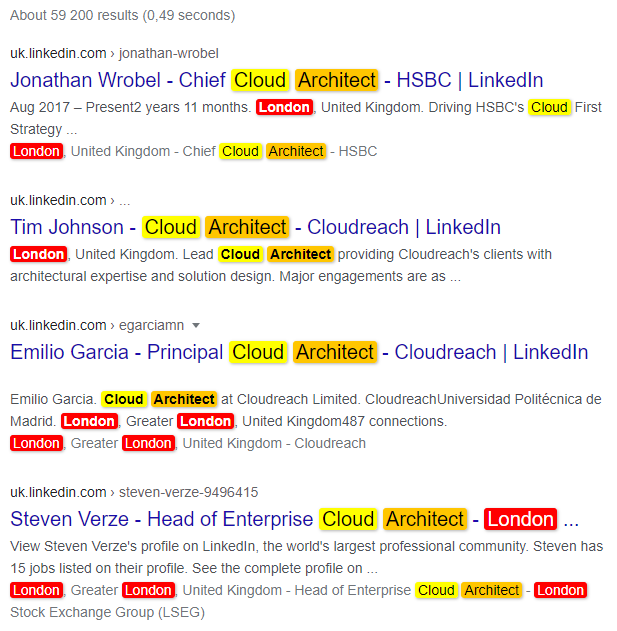 About 59 200 results (0,49 seconds)
uk.linkedin.com › jonathan-wrobel
Jonathan Wrobel - Chief Cloud Architect - HSBC | LinkedIn
Aug 2017 – Present2 years 11 months. London, United Kingdom. Driving HSBC's Cloud First
Strategy ...
London, United Kingdom - Chief Cloud Architect - HSBC
uk.linkedin.com › ...
Tim Johnson - Cloud Architect - Cloudreach | LinkedIn
London, United Kingdom. Lead Cloud Architect providing Cloudreach's clients with
architectural expertise and solution design. Major engagements are as ...
uk.linkedin.com › egarciamn
Emilio Garcia - Principal Cloud Architect - Cloudreach | LinkedIn
Emilio Garcia. Cloud Architect at Cloudreach Limited. CloudreachUniversidad Politécnica de
Madrid. London, Greater London, United Kingdom487 connections.
London, Greater London, United Kingdom - Cloudreach
uk.linkedin.com › steven-verze-9496415
Steven Verze - Head of Enterprise Cloud Architect - London ...
View Steven Verze's profile on LinkedIn, the world's largest professional community. Steven has
15 jobs listed on their profile. See the complete profile on ...
London, Greater London, United Kingdom - Head of Enterprise Cloud Architect - London
Stock Exchange Group (LSEG)